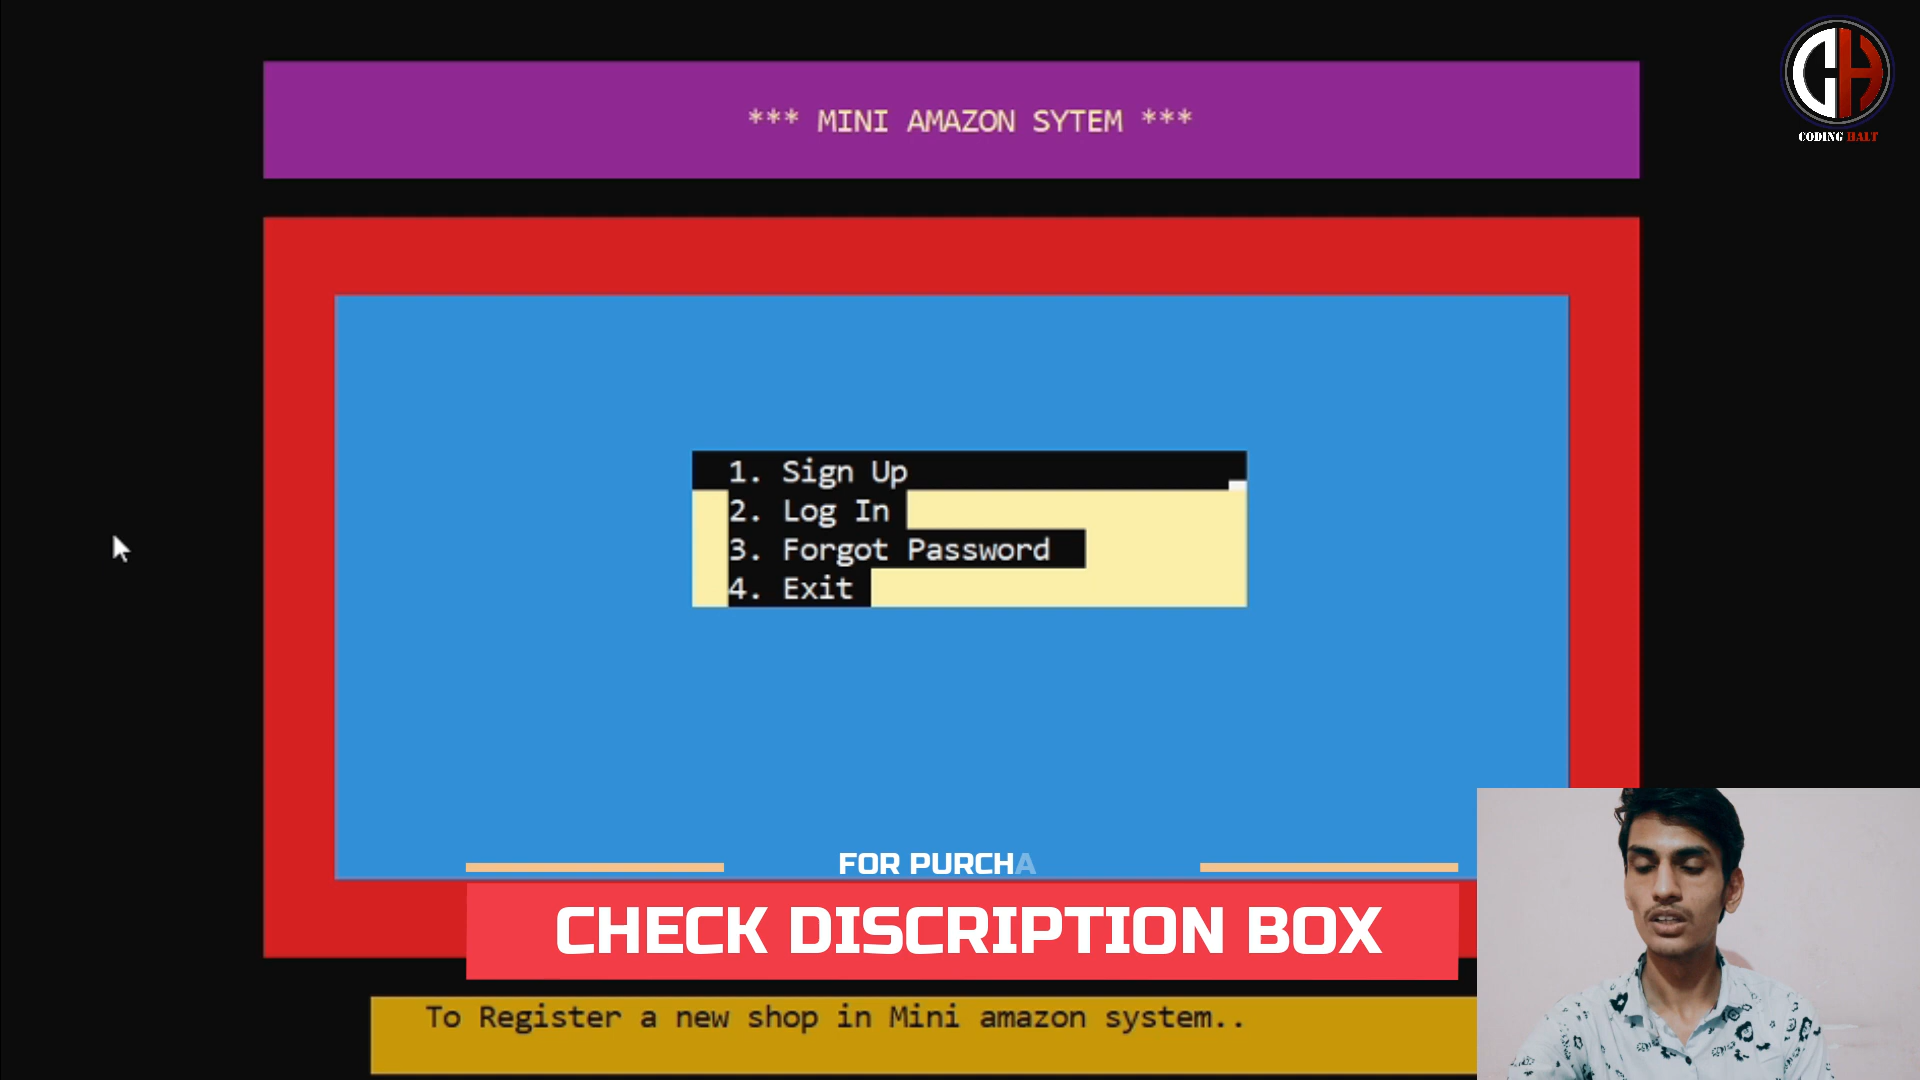 *** MINI AMAZON SYTEM ***
CODING HALT
1. Sign Up
2. Log In
3. Forgot Password
4. Exit
FOR PURCHA
CHECK DISCRIPTION BOX
To Register a new shop in Mini amazon system..